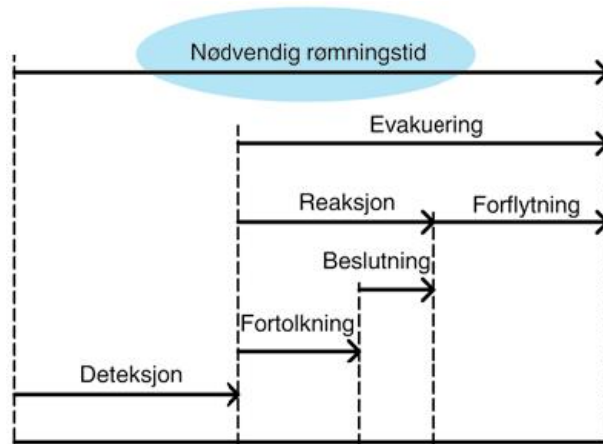 Nødvendig rømningstid
Evakuering
Reaksjon
Forflytning
Beslutning
Fortolkning
Deteksjon